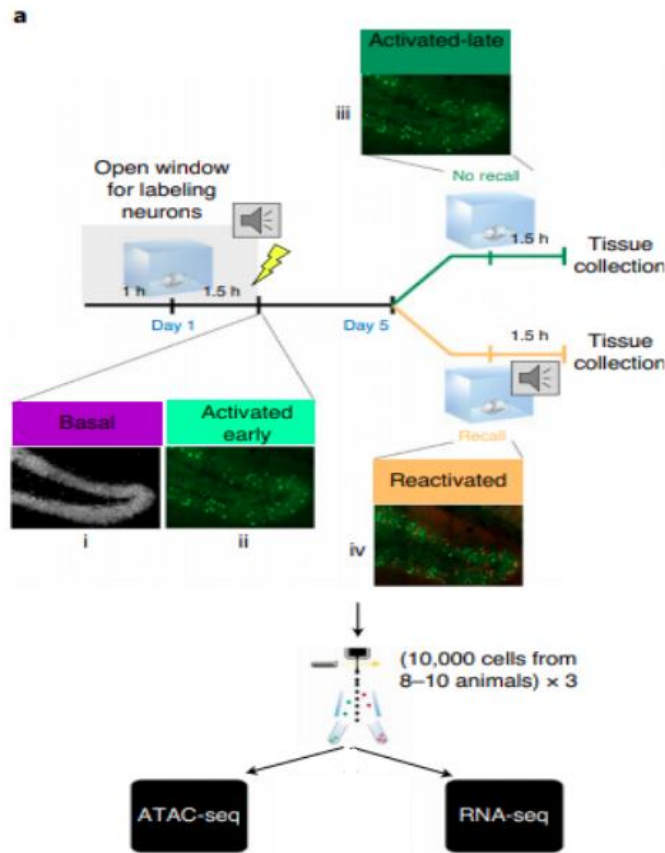 a
Activated-late
iii
No recall
1.5 h
Tissue
collection
Open window
for labeling
neurons
1 h
1.5 h
Day 1
Day 5
1.5 h
Tissue
collection
Recall
Basal
Activated
early
i
ii
Reactivated
iv
(10,000 cells from
8–10 animals) × 3
ATAC-seq
RNA-seq